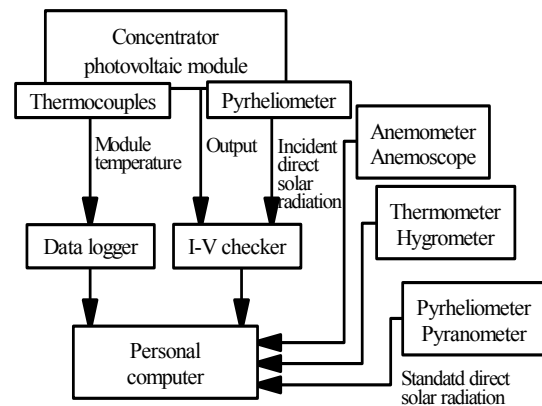 Concentrator
photovoltaic module
Thermocouples
Pyrheliometer
Module
temperature
Output
Incident
direct
solar
radiation
Anemometer
Anemoscope
Thermometer
Hygrometer
Data logger
I-V checker
Pyrheliometer
Pyranometer
Personal
computer
Standatd direct
solar radiation